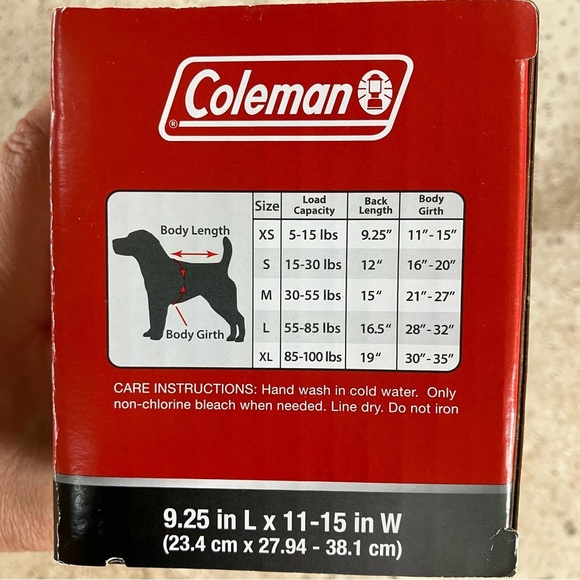 Coleman
®
Body Length
Body Girth
Size Load Capacity Back Length Body Girth
XS 5-15 lbs 9.25" 11"-15"
S 15-30 lbs 12" 16"-20"
M 30-55 lbs 15" 21"-27"
L 55-85 lbs 16.5" 28"-32"
XL 85-100 lbs 19" 30"-35"
CARE INSTRUCTIONS: Hand wash in cold water. Only
non-chlorine bleach when needed. Line dry. Do not iron
9.25 in L x 11-15 in W
(23.4 cm x 27.94 - 38.1 cm)